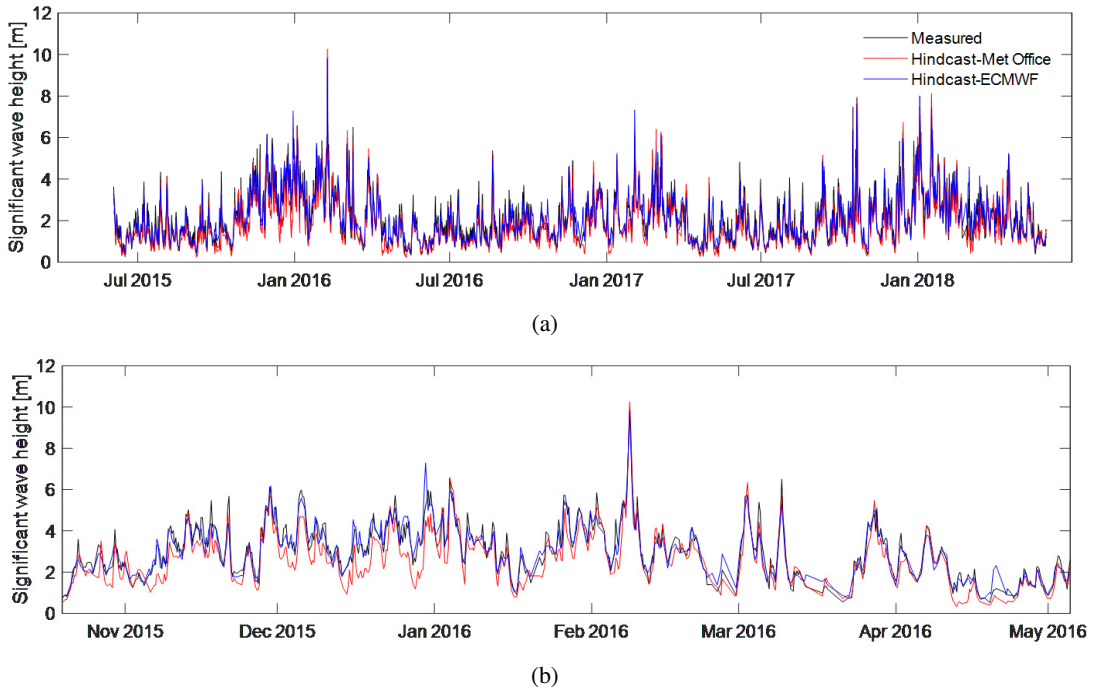 Significant wave height [m]
12
10
8
6
4
2
0
Measured
Hindcast-Met Office
Hindcast-ECMWF
Jul 2015 Jan 2016 Jul 2016 Jan 2017 Jul 2017 Jan 2018
(a)
Significant wave height [m]
12
10
8
6
4
2
0
Nov 2015 Dec 2015 Jan 2016 Feb 2016 Mar 2016 Apr 2016 May 2016
(b)